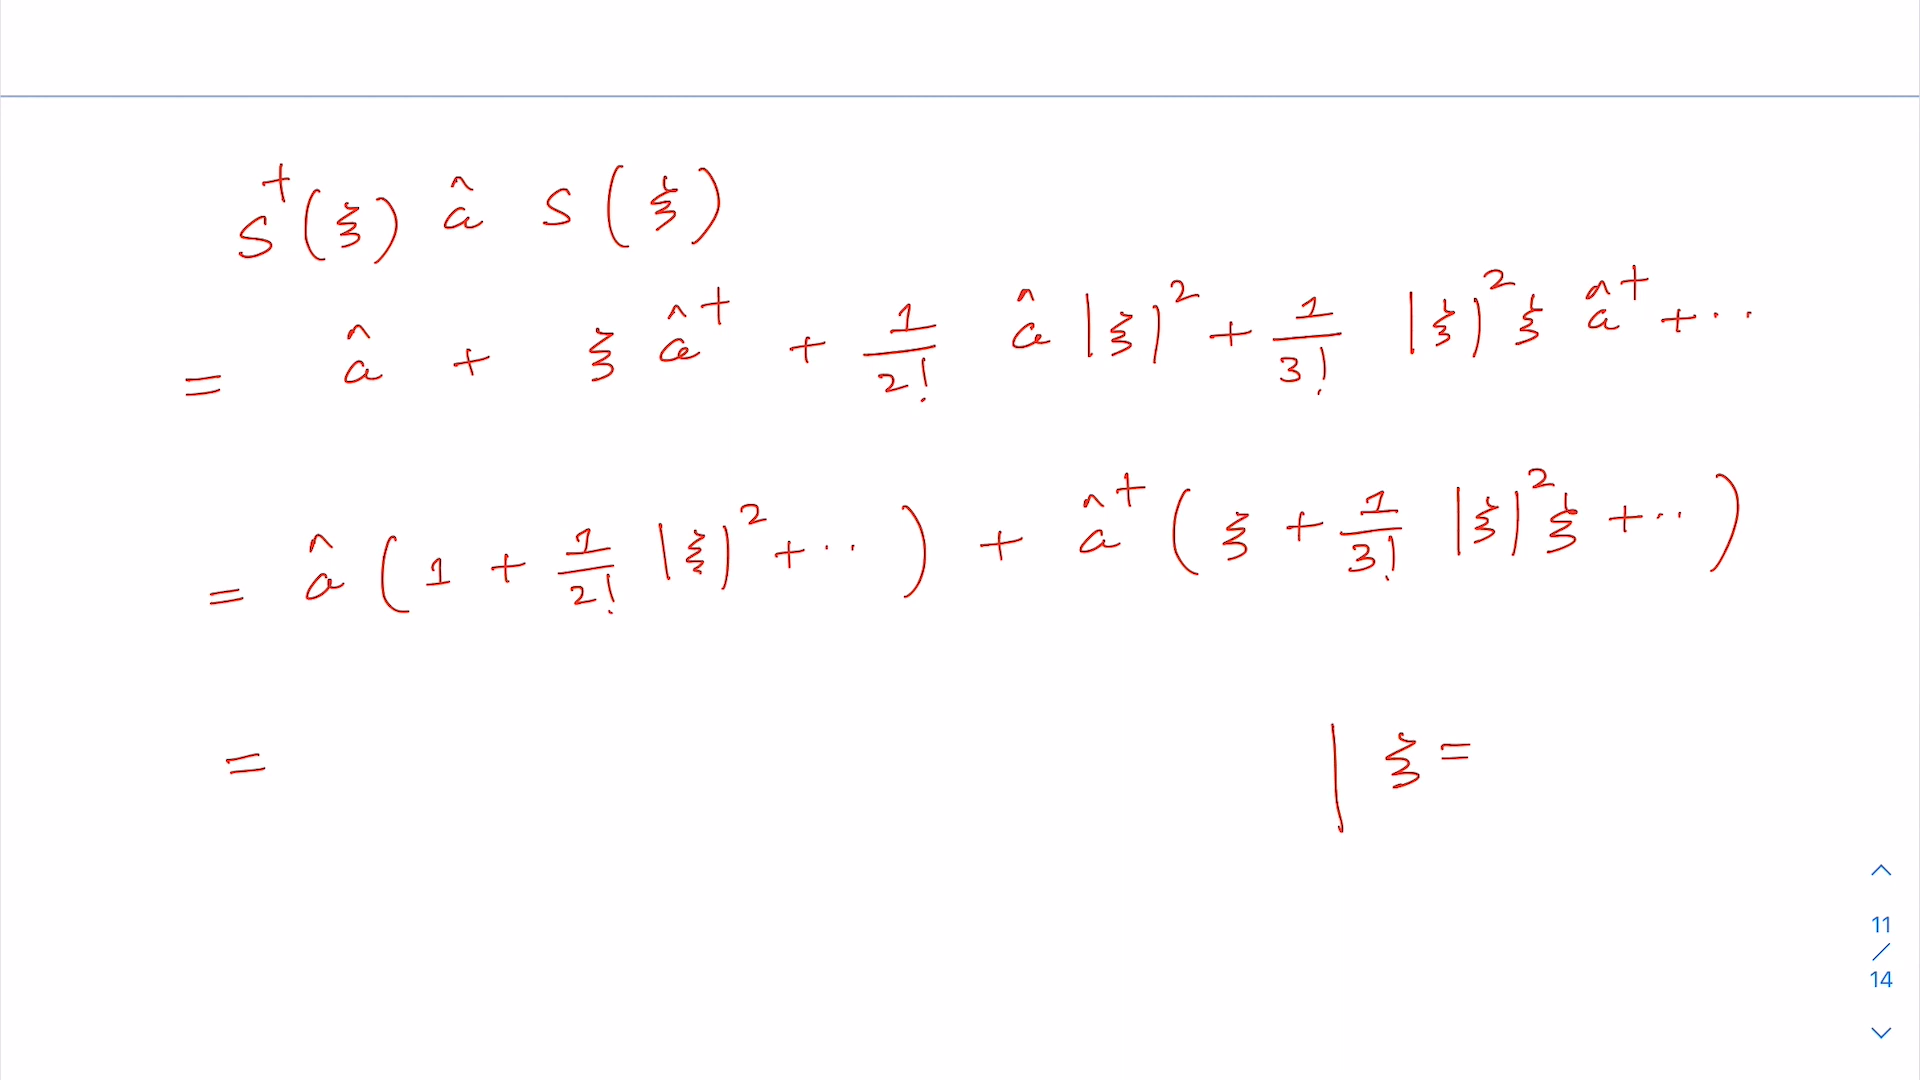 S†(ξ) â S(ξ)
= â + ξ ↠+ 1/2! â |ξ|² + 1/3! |ξ|² ξ ↠+ ..
= â (1 + 1/2! |ξ|² + ..) + ↠(ξ + 1/3! |ξ|² ξ + ..)
= | ξ =
11
/
14